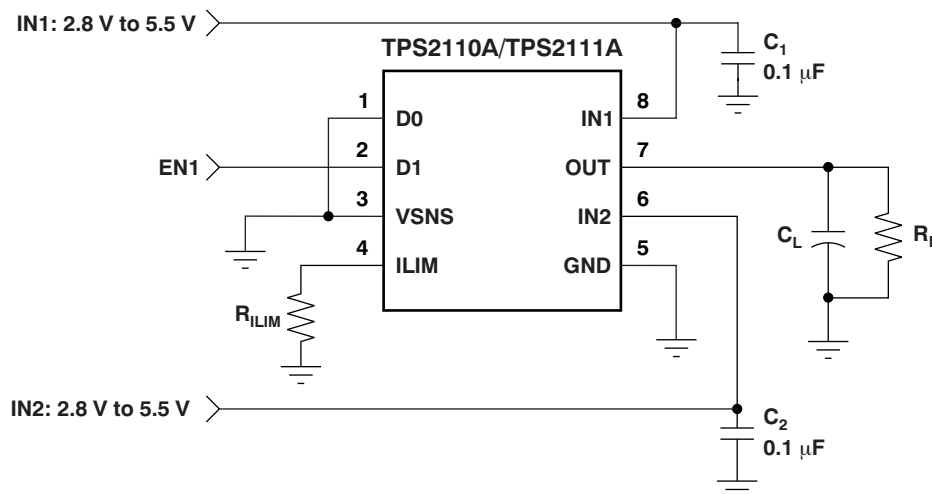 IN1: 2.8 V to 5.5 V
TPS2110A/TPS2111A
C1
0.1 μF
1
D0
IN1
8
EN1
2
D1
OUT
7
3
VSNS
IN2
6
4
ILIM
GND
5
CL
RILIM
IN2: 2.8 V to 5.5 V
C2
0.1 μF